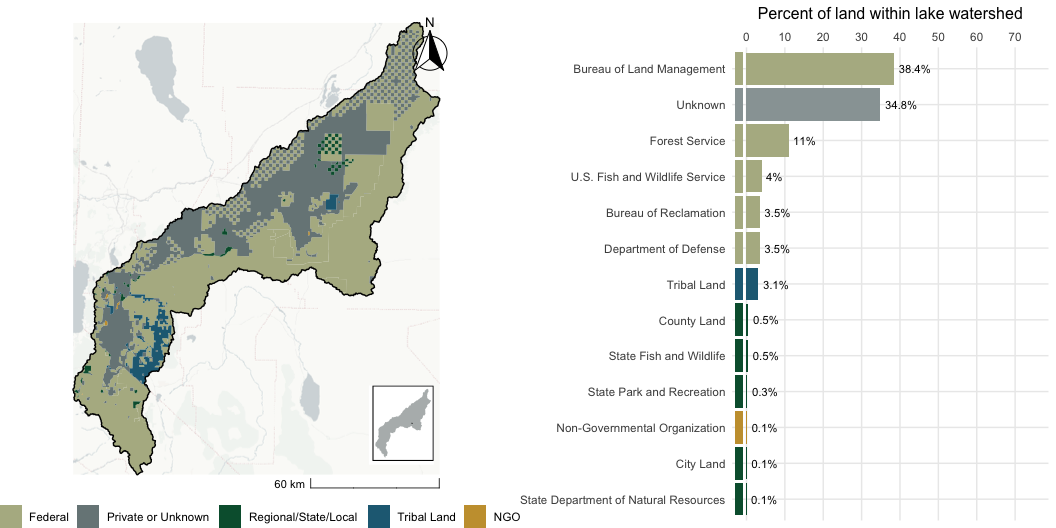 N
60 km
Federal
Private or Unknown
Regional/State/Local
Tribal Land
NGO
Percent of land within lake watershed
0 10 20 30 40 50 60 70
Bureau of Land Management 38.4%
Unknown 34.8%
Forest Service 11%
U.S. Fish and Wildlife Service 4%
Bureau of Reclamation 3.5%
Department of Defense 3.5%
Tribal Land 3.1%
County Land 0.5%
State Fish and Wildlife 0.5%
State Park and Recreation 0.3%
Non-Governmental Organization 0.1%
City Land 0.1%
State Department of Natural Resources 0.1%